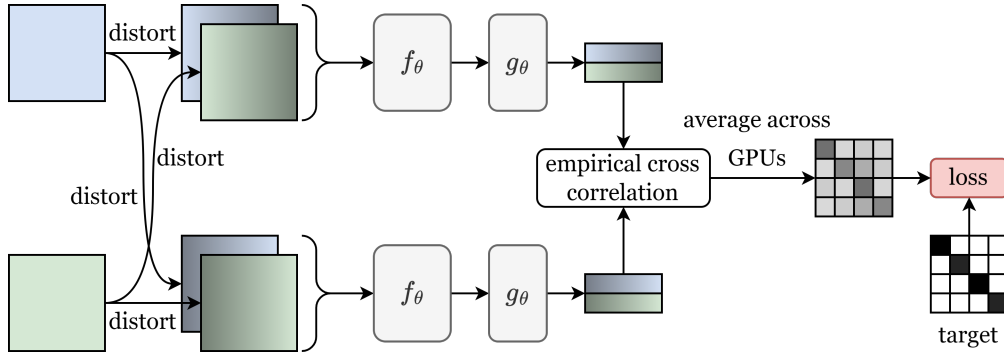 distort
distort
distort
distort
f_θ
g_θ
f_θ
g_θ
empirical cross
correlation
average across
GPUs
loss
target